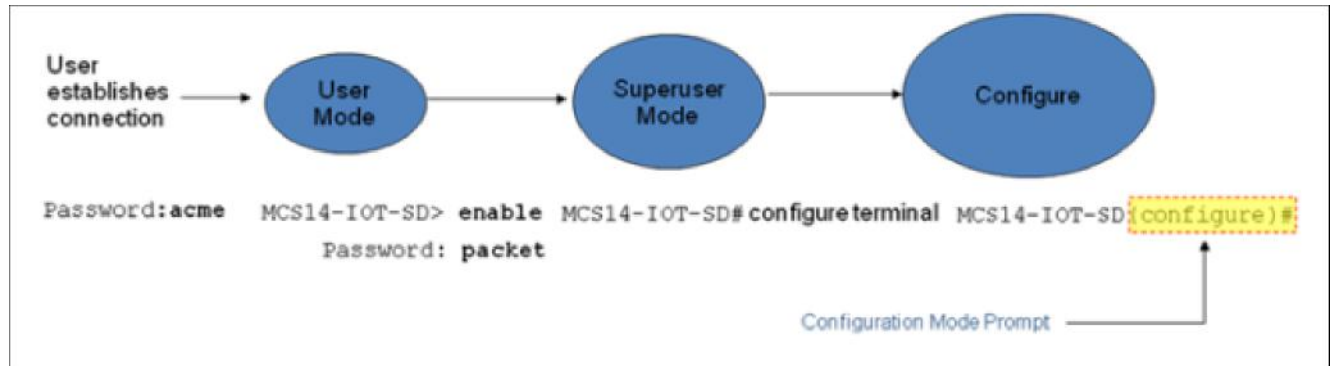 User
establishes
connection
User
Mode
Superuser
Mode
Configure
Password:acme
MCS14-IOT-SD> enable
Password: packet
MCS14-IOT-SD# configure terminal
MCS14-IOT-SD(configure)#
Configuration Mode Prompt